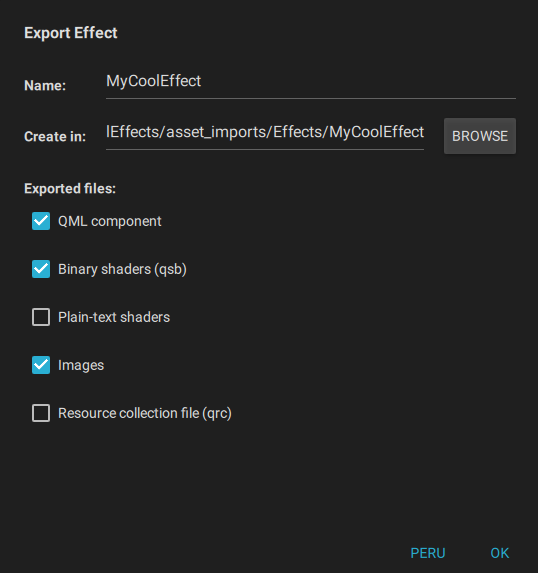 Export Effect
Name: MyCoolEffect
Create in: lEffects/asset_imports/Effects/MyCoolEffect BROWSE
Exported files:
QML component
Binary shaders (qsb)
Plain-text shaders
Images
Resource collection file (qrc)
PERU OK